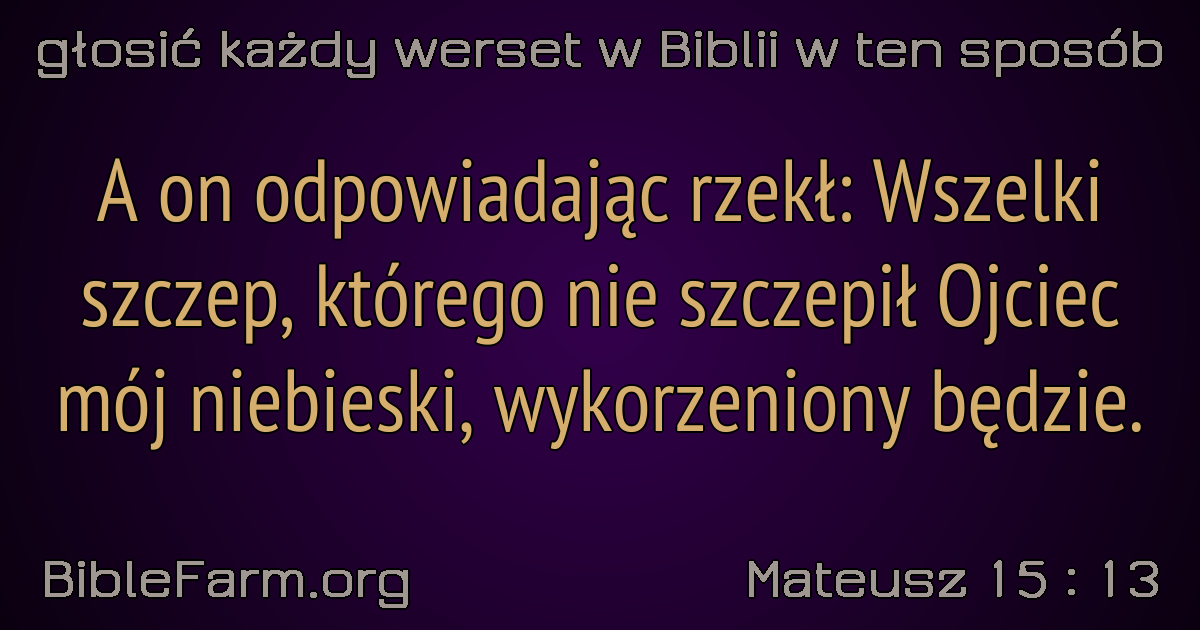 głosić każdy werset w Biblii w ten sposób
A on odpowiadając rzekł: Wszelki
szczep, którego nie szczepił Ojciec
mój niebieski, wykorzeniony będzie.
BibleFarm.org
Mateusz 15 : 13